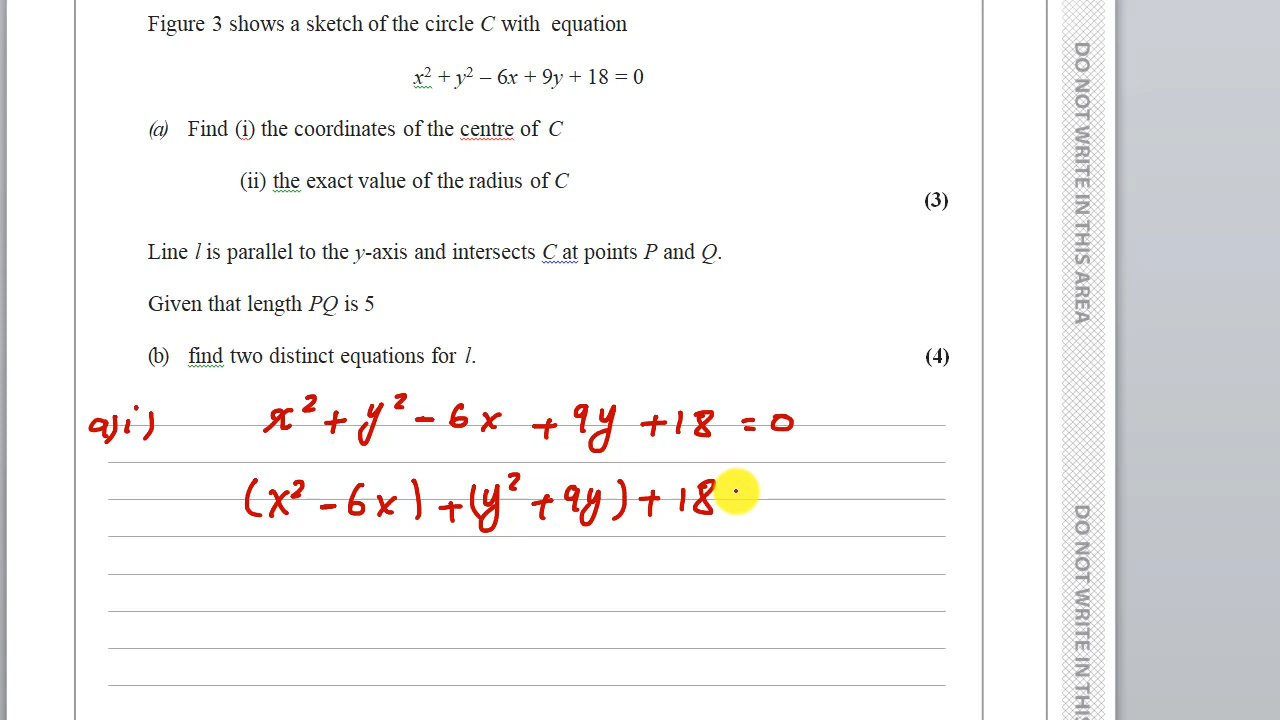 Figure 3 shows a sketch of the circle C with equation
x² + y² – 6x + 9y + 18 = 0
(a) Find (i) the coordinates of the centre of C
(ii) the exact value of the radius of C
(3)
Line l is parallel to the y-axis and intersects C at points P and Q.
Given that length PQ is 5
(b) find two distinct equations for l.
(4)
a)i) x² + y² - 6x + 9y + 18 = 0
(x² - 6x) + (y² + 9y) + 18
DO NOT WRITE IN THIS AREA
DO NOT WRITE IN THIS